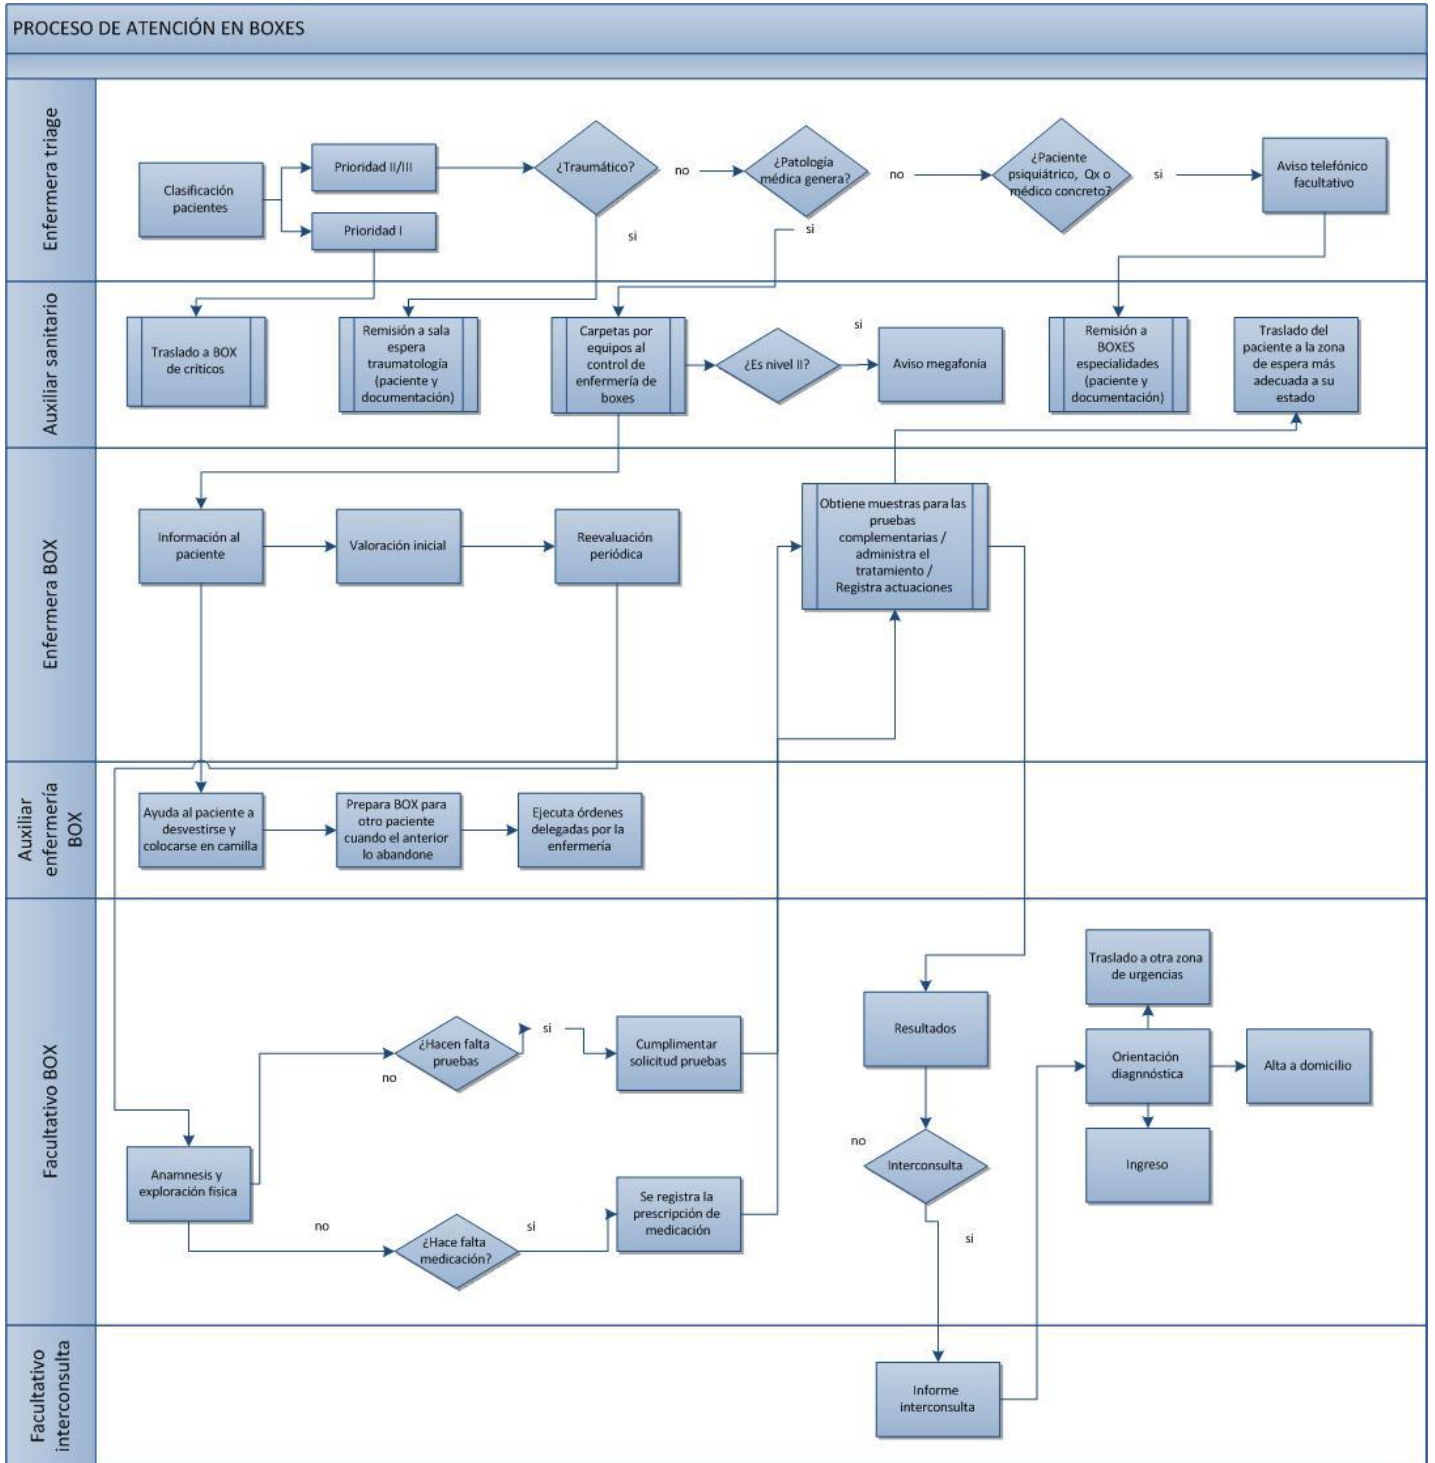 PROCESO DE ATENCIÓN EN BOXES
Enfermera triage
Clasificación
pacientes
Prioridad II/III
Prioridad I
¿Traumático?
no
si
¿Patología
médica genera?
no
si
¿Paciente
psiquiátrico, Qx o
médico concreto?
si
Aviso telefónico
facultativo
Auxiliar sanitario
Traslado a BOX
de críticos
Remisión a sala
espera
traumatología
(paciente y
documentación)
Carpetas por
equipos al
control de
enfermería de
boxes
¿Es nivel II?
si
Aviso megafonía
Remisión a
BOXES
especialidades
(paciente y
documentación)
Traslado del
paciente a la zona
de espera más
adecuada a su
estado
Enfermera BOX
Información al
paciente
Valoración inicial
Reevaluación
periódica
Obtiene muestras para las
pruebas
complementarias /
administra el
tratamiento /
Registra actuaciones
Auxiliar
enfermería
BOX
Ayuda al paciente a
desvestirse y
colocarse en camilla
Prepara BOX para
otro paciente
cuando el anterior
lo abandone
Ejecuta órdenes
delegadas por la
enfermería
Facultativo BOX
Anamnesis y
exploración física
¿Hacen falta
pruebas
no
si
Cumplimentar
solicitud pruebas
no
¿Hace falta
medicación?
si
Se registra la
prescripción de
medicación
Resultados
no
Interconsulta
si
Traslado a otra zona
de urgencias
Orientación
diagnnóstica
Alta a domicilio
Ingreso
Facultativo
interconsulta
Informe
interconsulta